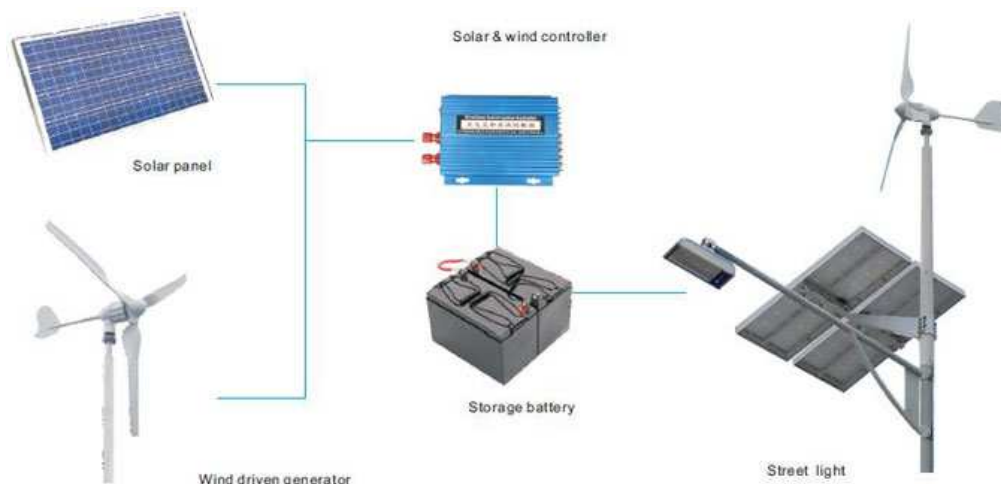 Solar & wind controller
Solar panel
Storage battery
Wind driven generator
Street light